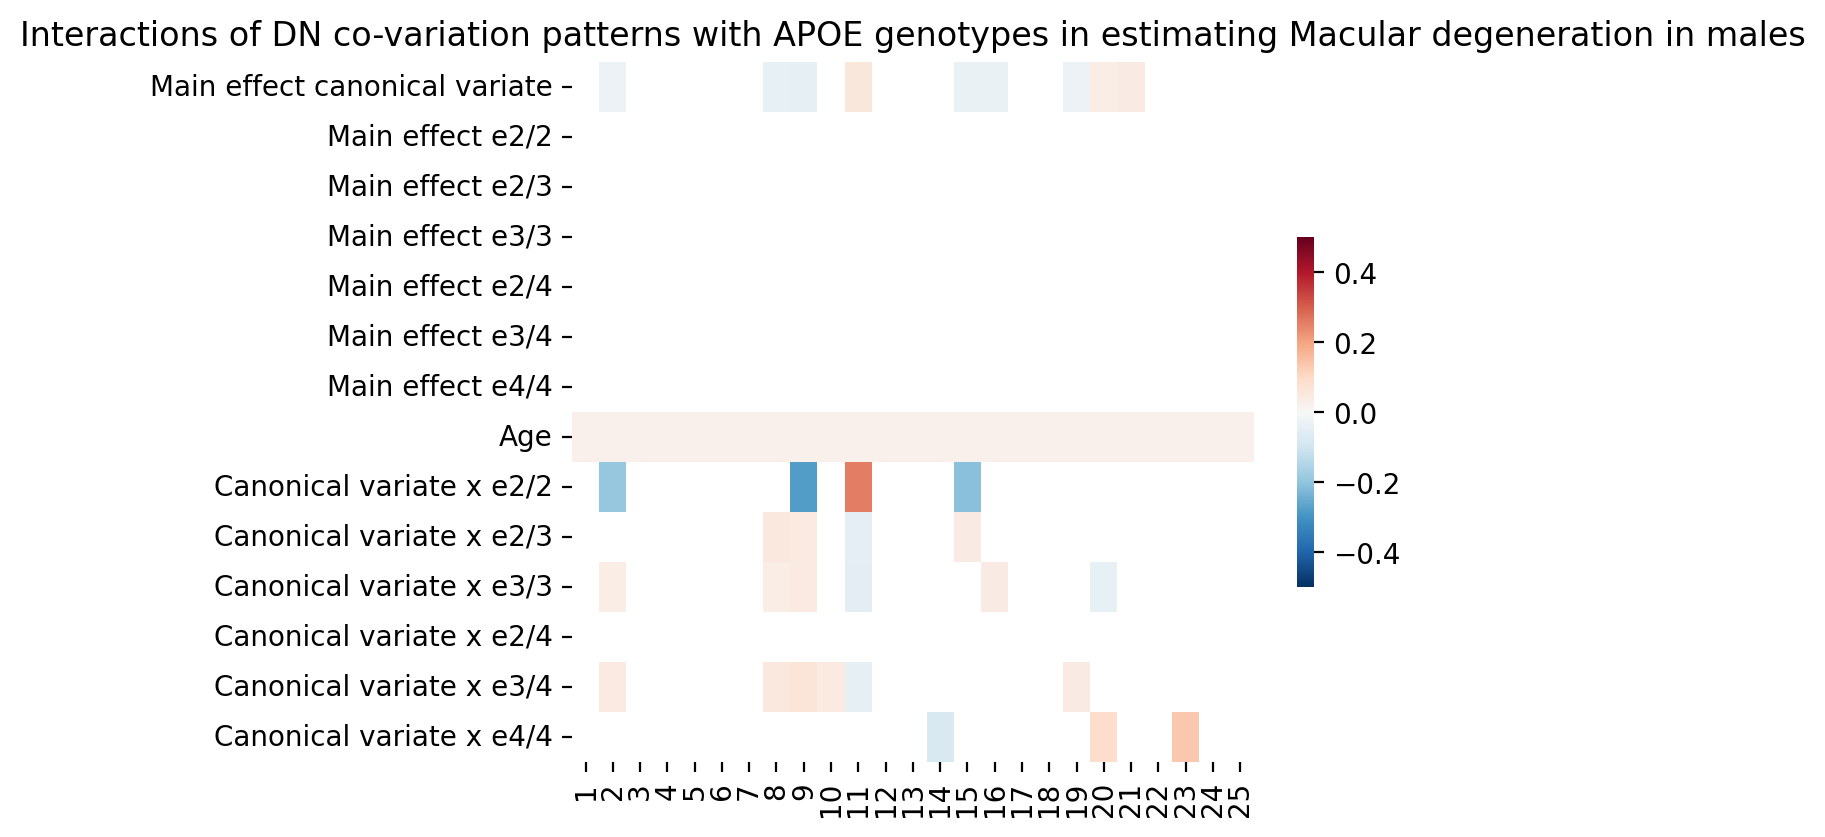 Interactions of DN co-variation patterns with APOE genotypes in estimating Macular degeneration in males
Main effect canonical variate
Main effect e2/2
Main effect e2/3
Main effect e3/3
Main effect e2/4
Main effect e3/4
Main effect e4/4
Age
Canonical variate x e2/2
Canonical variate x e2/3
Canonical variate x e3/3
Canonical variate x e2/4
Canonical variate x e3/4
Canonical variate x e4/4
1 2 3 4 5 6 7 8 9 10 11 12 13 14 15 16 17 18 19 20 21 22 23 24 25
0.4
0.2
0.0
−0.2
−0.4